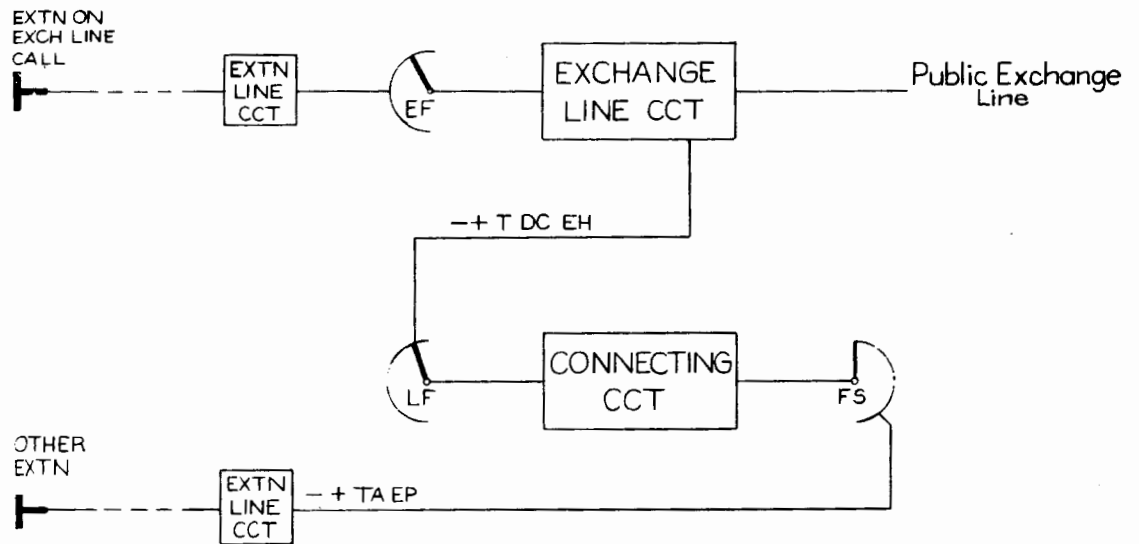 EXTN ON
EXCH LINE
CALL
EXTN
LINE
CCT
EF
EXCHANGE
LINE CCT
Public Exchange
Line
−+ T DC EH
LF
CONNECTING
CCT
FS
OTHER
EXTN
EXTN
LINE
CCT
− + TA EP